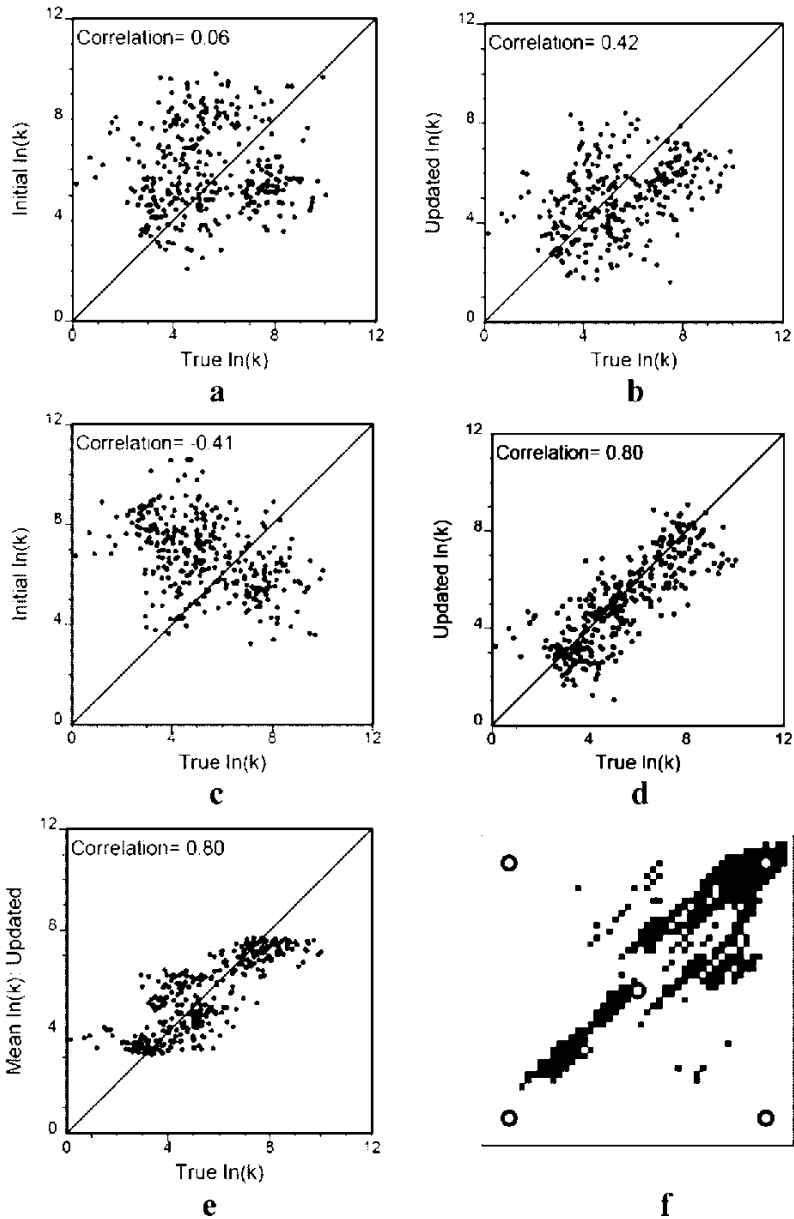 12
Correlation= 0.06
8
Initial ln(k)
4
0
0 4 8 12
True ln(k)
a
12
Correlation= 0.42
8
Updated ln(k)
4
0
0 4 8 12
True ln(k)
b
12
Correlation= -0.41
8
Initial ln(k)
4
0
0 4 8 12
True ln(k)
c
12
Correlation= 0.80
8
Updated ln(k)
4
0
0 4 8 12
True ln(k)
d
12
Correlation= 0.80
8
Mean ln(k): Updated
4
0
0 4 8 12
True ln(k)
e
f